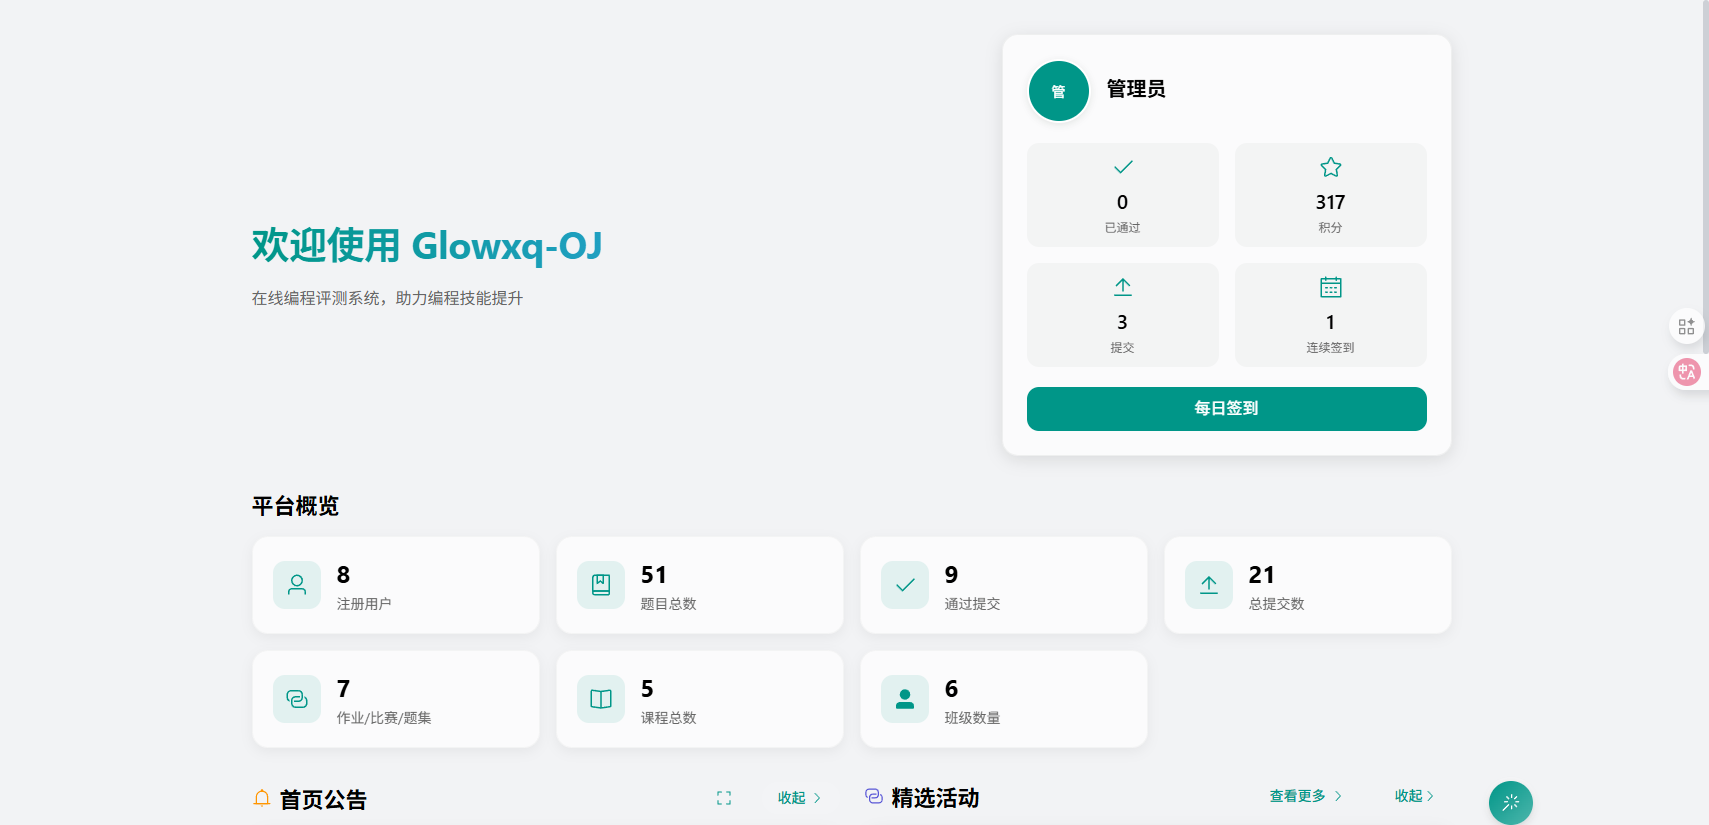 管
管理员
0
已通过
317
积分
3
提交
1
连续签到
每日签到
欢迎使用 Glowxq-OJ
在线编程评测系统，助力编程技能提升
平台概览
8
注册用户
51
题目总数
9
通过提交
21
总提交数
7
作业/比赛/题集
5
课程总数
6
班级数量
首页公告
收起
精选活动
查看更多
收起
中A